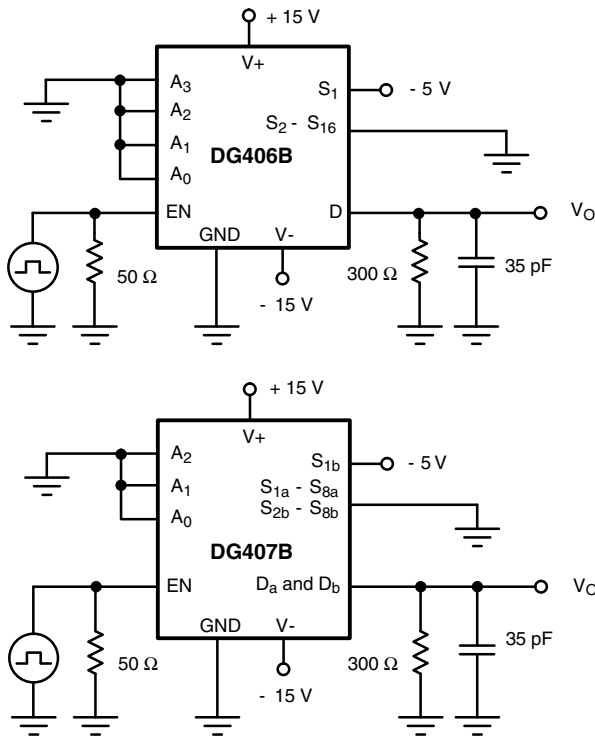 + 15 V
V+
A3
S1
- 5 V
A2
S2 - S16
A1
DG406B
A0
EN
D
VO
GND
V-
50 Ω
300 Ω
35 pF
- 15 V
+ 15 V
V+
A2
S1b
- 5 V
A1
S1a - S8a
S2b - S8b
A0
DG407B
EN
Da and Db
VO
GND
V-
50 Ω
300 Ω
35 pF
- 15 V